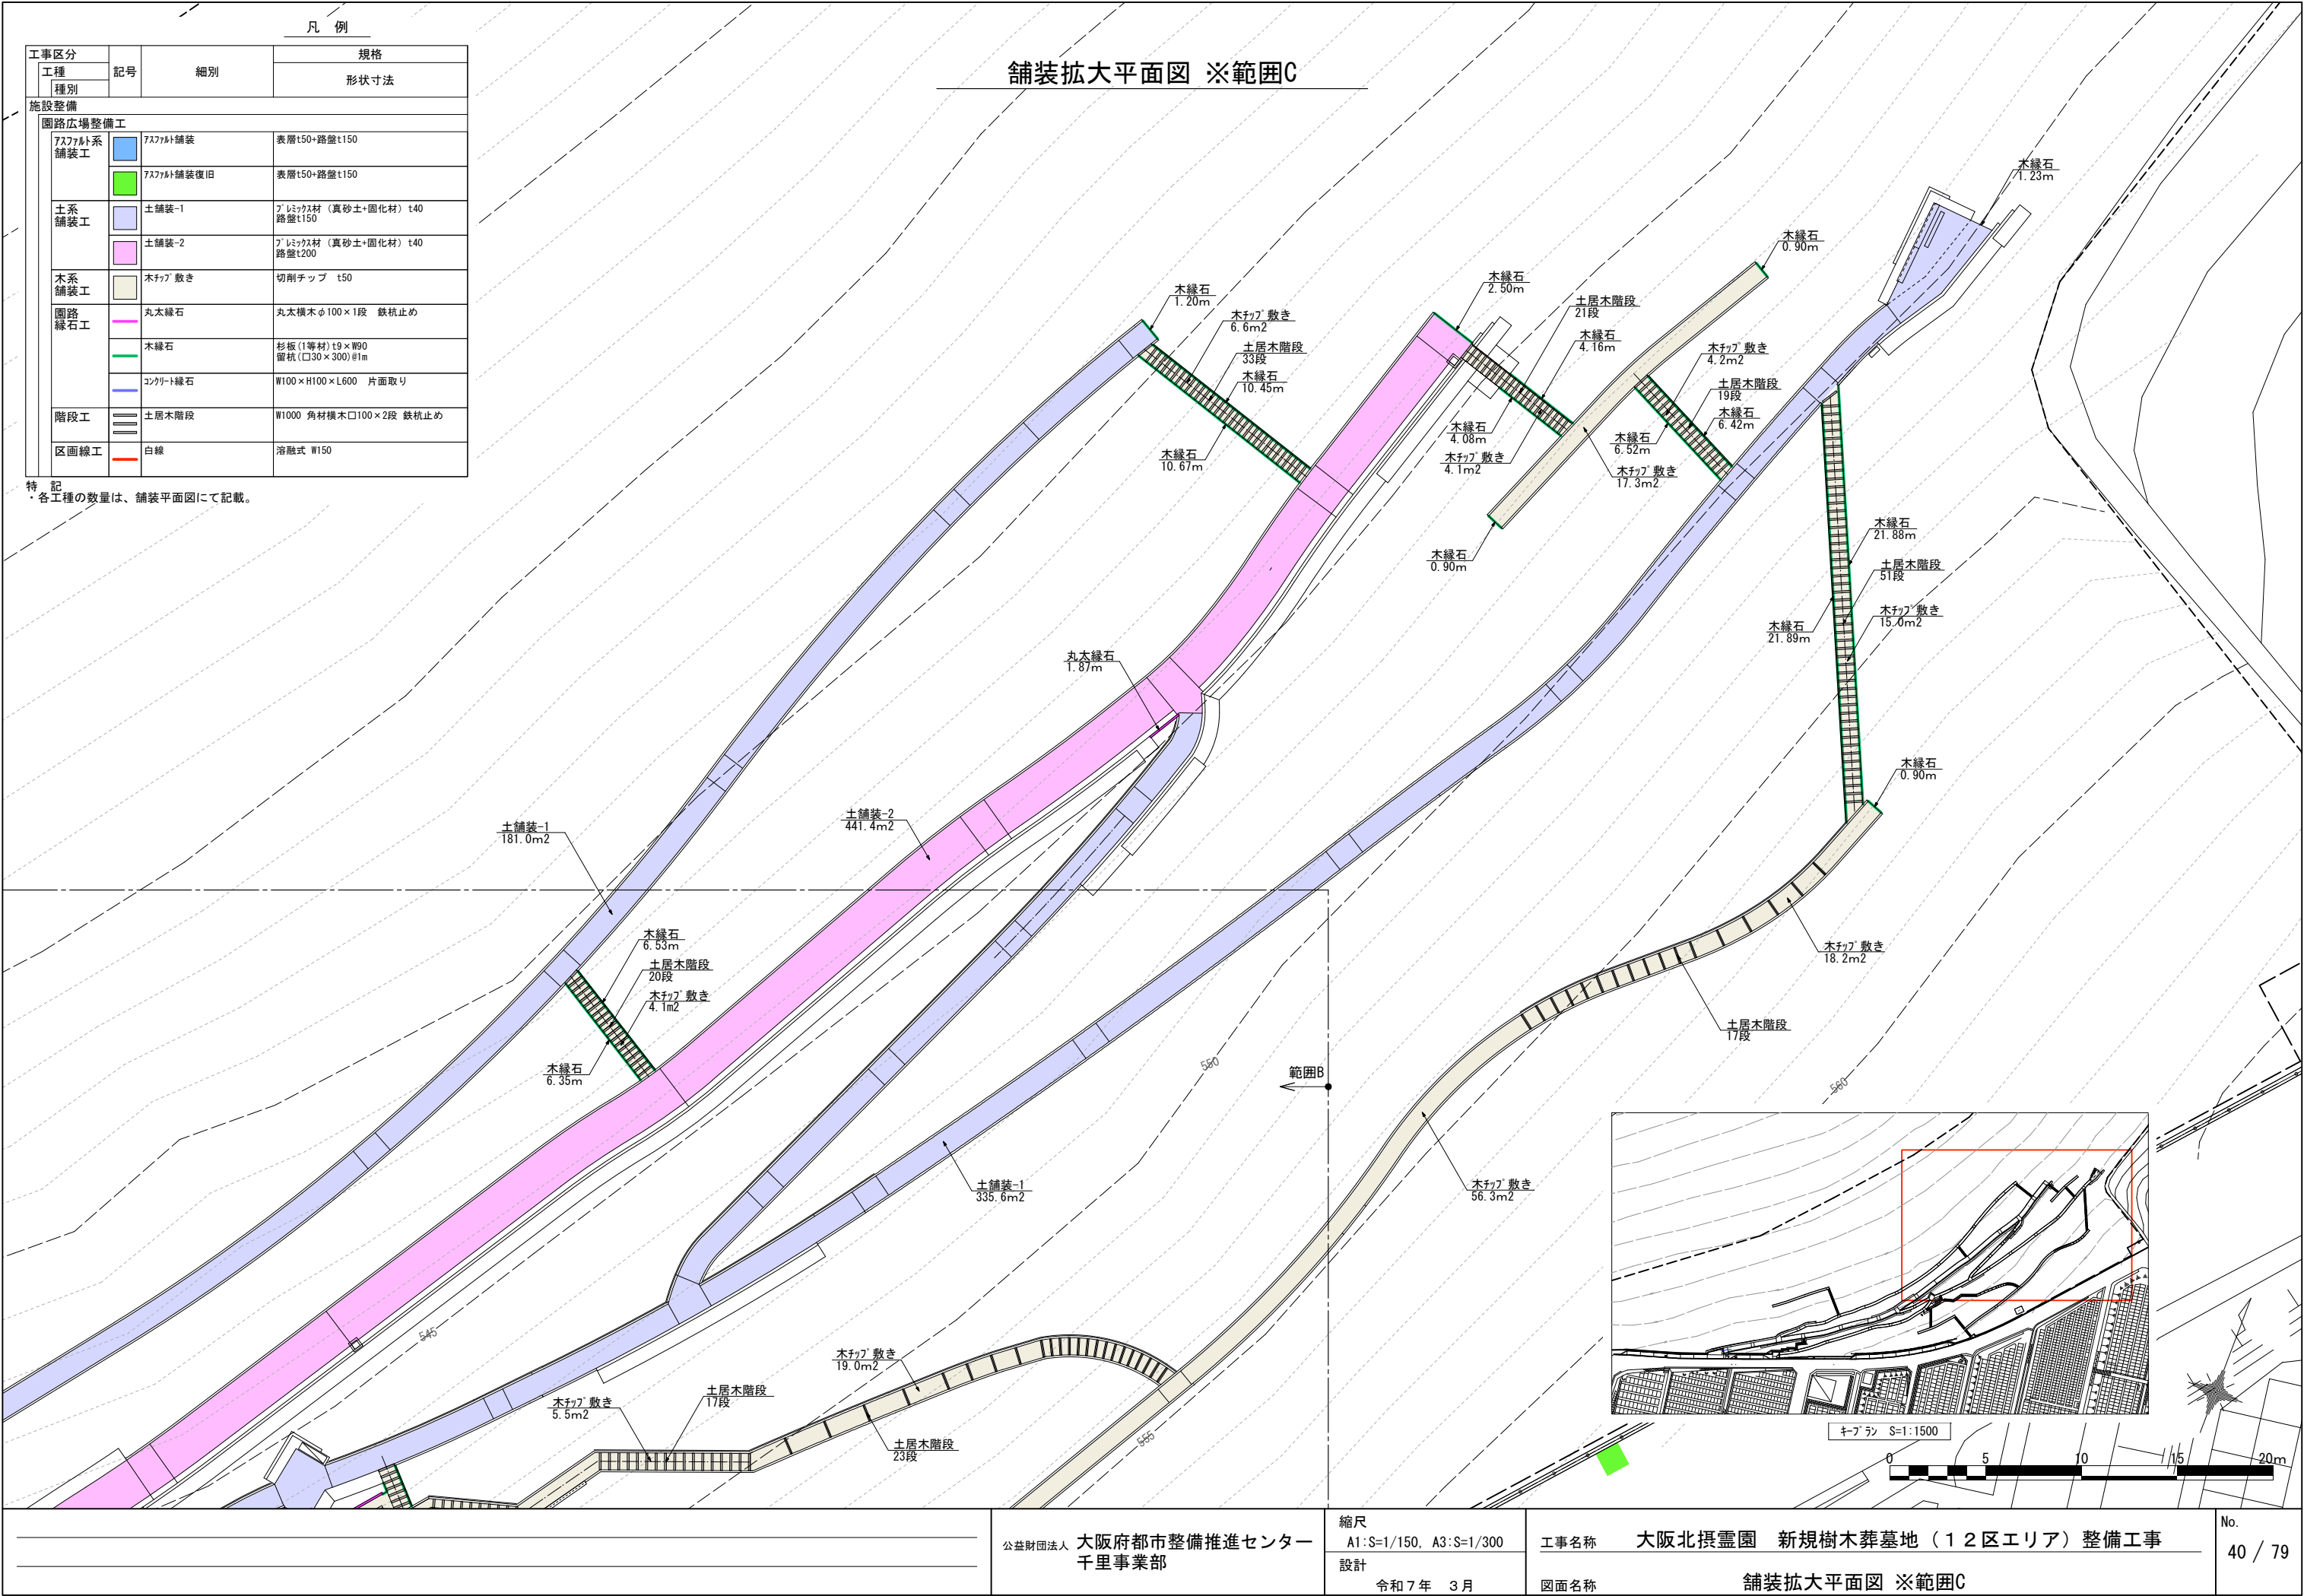 凡 例
工事区分
工種
種別
記号
細別
規格
形状寸法
施設整備
園路広場整備工
アスファルト系
舗装工
アスファルト舗装
表層t50+路盤t150
アスファルト舗装復旧
表層t50+路盤t150
土系
舗装工
土舗装-1
プレミックス材（真砂土+固化材）t40
路盤t150
土舗装-2
プレミックス材（真砂土+固化材）t40
路盤t200
木系
舗装工
木チップ敷き
切削チップ t50
園路
縁石工
丸太縁石
丸太横木φ100×1段 鉄杭止め
木縁石
杉板(1等材)t9×W90
留杭(口30×300)@1m
コンクリート縁石
W100×H100×L600 片面取り
階段工
土居木階段
W1000 角材横木口100×2段 鉄杭止め
区画線工
白線
溶融式 W150
特 記
・各工種の数量は、舗装平面図にて記載。
舗装拡大平面図 ※範囲C
木縁石
1.23m
木縁石
0.90m
木縁石
2.50m
木縁石
1.20m
木チップ敷き
6.6m2
土居木階段
33段
木縁石
10.45m
木縁石
10.67m
土居木階段
21段
木縁石
4.16m
木縁石
4.08m
木チップ敷き
4.1m2
木チップ敷き
4.2m2
土居木階段
19段
木縁石
6.42m
木縁石
6.52m
木チップ敷き
17.3m2
木縁石
0.90m
木縁石
21.88m
土居木階段
51段
木チップ敷き
15.0m2
木縁石
21.89m
丸太縁石
1.87m
木縁石
0.90m
土舗装-1
181.0m2
土舗装-2
441.4m2
木縁石
6.53m
土居木階段
20段
木チップ敷き
4.1m2
木縁石
6.35m
木チップ敷き
18.2m2
土居木階段
17段
550
範囲B
560
土舗装-1
335.6m2
木チップ敷き
56.3m2
545
木チップ敷き
19.0m2
木チップ敷き
5.5m2
土居木階段
17段
土居木階段
23段
555
キープラン S=1:1500
0 5 10 15 20m
公益財団法人 大阪府都市整備推進センター
千里事業部
縮尺
A1:S=1/150, A3:S=1/300
設計
令和７年 ３月
工事名称 大阪北摂霊園 新規樹木葬墓地（１２区エリア）整備工事
図面名称 舗装拡大平面図 ※範囲C
No.
40 / 79